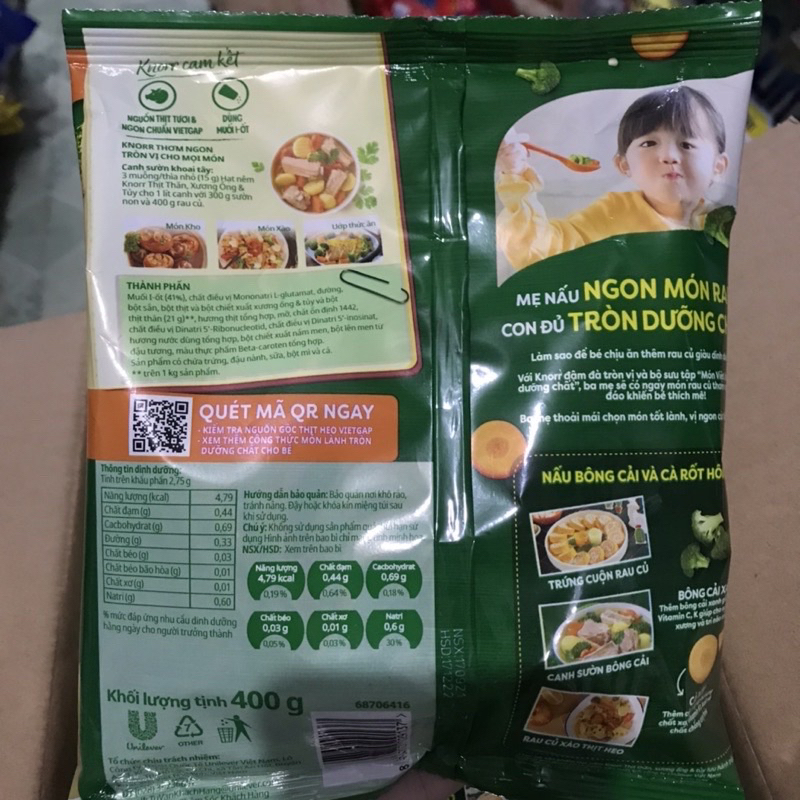 Knorr cam kết
NGUỒN THỊT TƯƠI &
NGON CHUẨN VIETGAP
DÙNG
MUỐI I-ỐT
KNORR THƠM NGON
TRÒN VỊ CHO MỌI MÓN
Canh sườn khoai tây:
3 muỗng/thìa nhỏ (15 g) Hạt nêm
Knorr Thịt Thăn, Xương Ống &
Tủy cho 1 lít canh với 300 g sườn
non và 400 g rau củ.
Món Kho
Món Xào
Ướp thức ăn
THÀNH PHẦN
Muối I-ốt (41%), chất điều vị Mononatri L-glutamat, đường,
bột sắn, bột thịt và bột chiết xuất xương ống & tủy và bột
thịt thăn (21 g)**, hương thịt tổng hợp, mỡ, chất ổn định 1442,
chất điều vị Dinatri 5'-Ribonucleotid, chất điều vị Dinatri 5'-inosinat,
hương nước dùng tổng hợp, bột chiết xuất nấm men, bột lên men từ
đậu tương, màu thực phẩm Beta-caroten tổng hợp.
Sản phẩm có chứa trứng, đậu nành, sữa, bột mì và cá.
** trên 1 kg sản phẩm.
QUÉT MÃ QR NGAY
- KIỂM TRA NGUỒN GỐC THỊT HEO VIETGAP
- XEM THÊM CÔNG THỨC MÓN LÀNH TRÒN
DƯỠNG CHẤT CHO BÉ
Thông tin dinh dưỡng:
Tính trên khẩu phần 2,75 g
Năng lượng (kcal) 4,79
Chất đạm (g) 0,44
Cacbohydrat (g) 0,69
Đường (g) 0,33
Chất béo (g) 0,03
Chất béo bão hòa (g) 0,01
Chất xơ (g) 0,01
Natri (g) 0,60
% mức đáp ứng nhu cầu dinh dưỡng
hàng ngày cho người trưởng thành
Hướng dẫn bảo quản: Bảo quản nơi khô ráo,
tránh nắng. Đậy hoặc khóa kín miệng túi sau
khi sử dụng.
Chú ý: Không sử dụng sản phẩm quá hạn sử
dụng. Hình ảnh trên bao bì chỉ mang tính minh họa
NSX/HSD: Xem trên bao bì
Năng lượng
4,79 kcal
0,19 %
Chất đạm
0,44 g
0,64 %
Cacbohydrat
0,69 g
0,18 %
Chất béo
0,03 g
0,05 %
Chất xơ
0,01 g
0,03 %
Natri
0,6 g
30 %
Khối lượng tịnh 400 g
68706416
Unilever
7
OTHER
Tổ chức chịu trách nhiệm:
MẸ NẤU NGON MÓN RA
CON ĐỦ TRÒN DƯỠNG C
Làm sao để bé chịu ăn thêm rau củ giàu dinh
Với Knorr đậm đà tròn vị và bộ sưu tập "Món
dưỡng chất", ba mẹ sẽ có ngay món rau củ
đáo khiến bé thích mê!
Ba mẹ thoải mái chọn món tốt lành, vị ngon
NẤU BÔNG CẢI VÀ CÀ RỐT
TRỨNG CUỘN RAU CỦ
CANH SƯỜN BÔNG CẢI
RAU CỦ XÀO THỊT HEO
BÔNG CẢI X
Thêm bông cải xanh
Vitamin C, K giúp
xương và trí